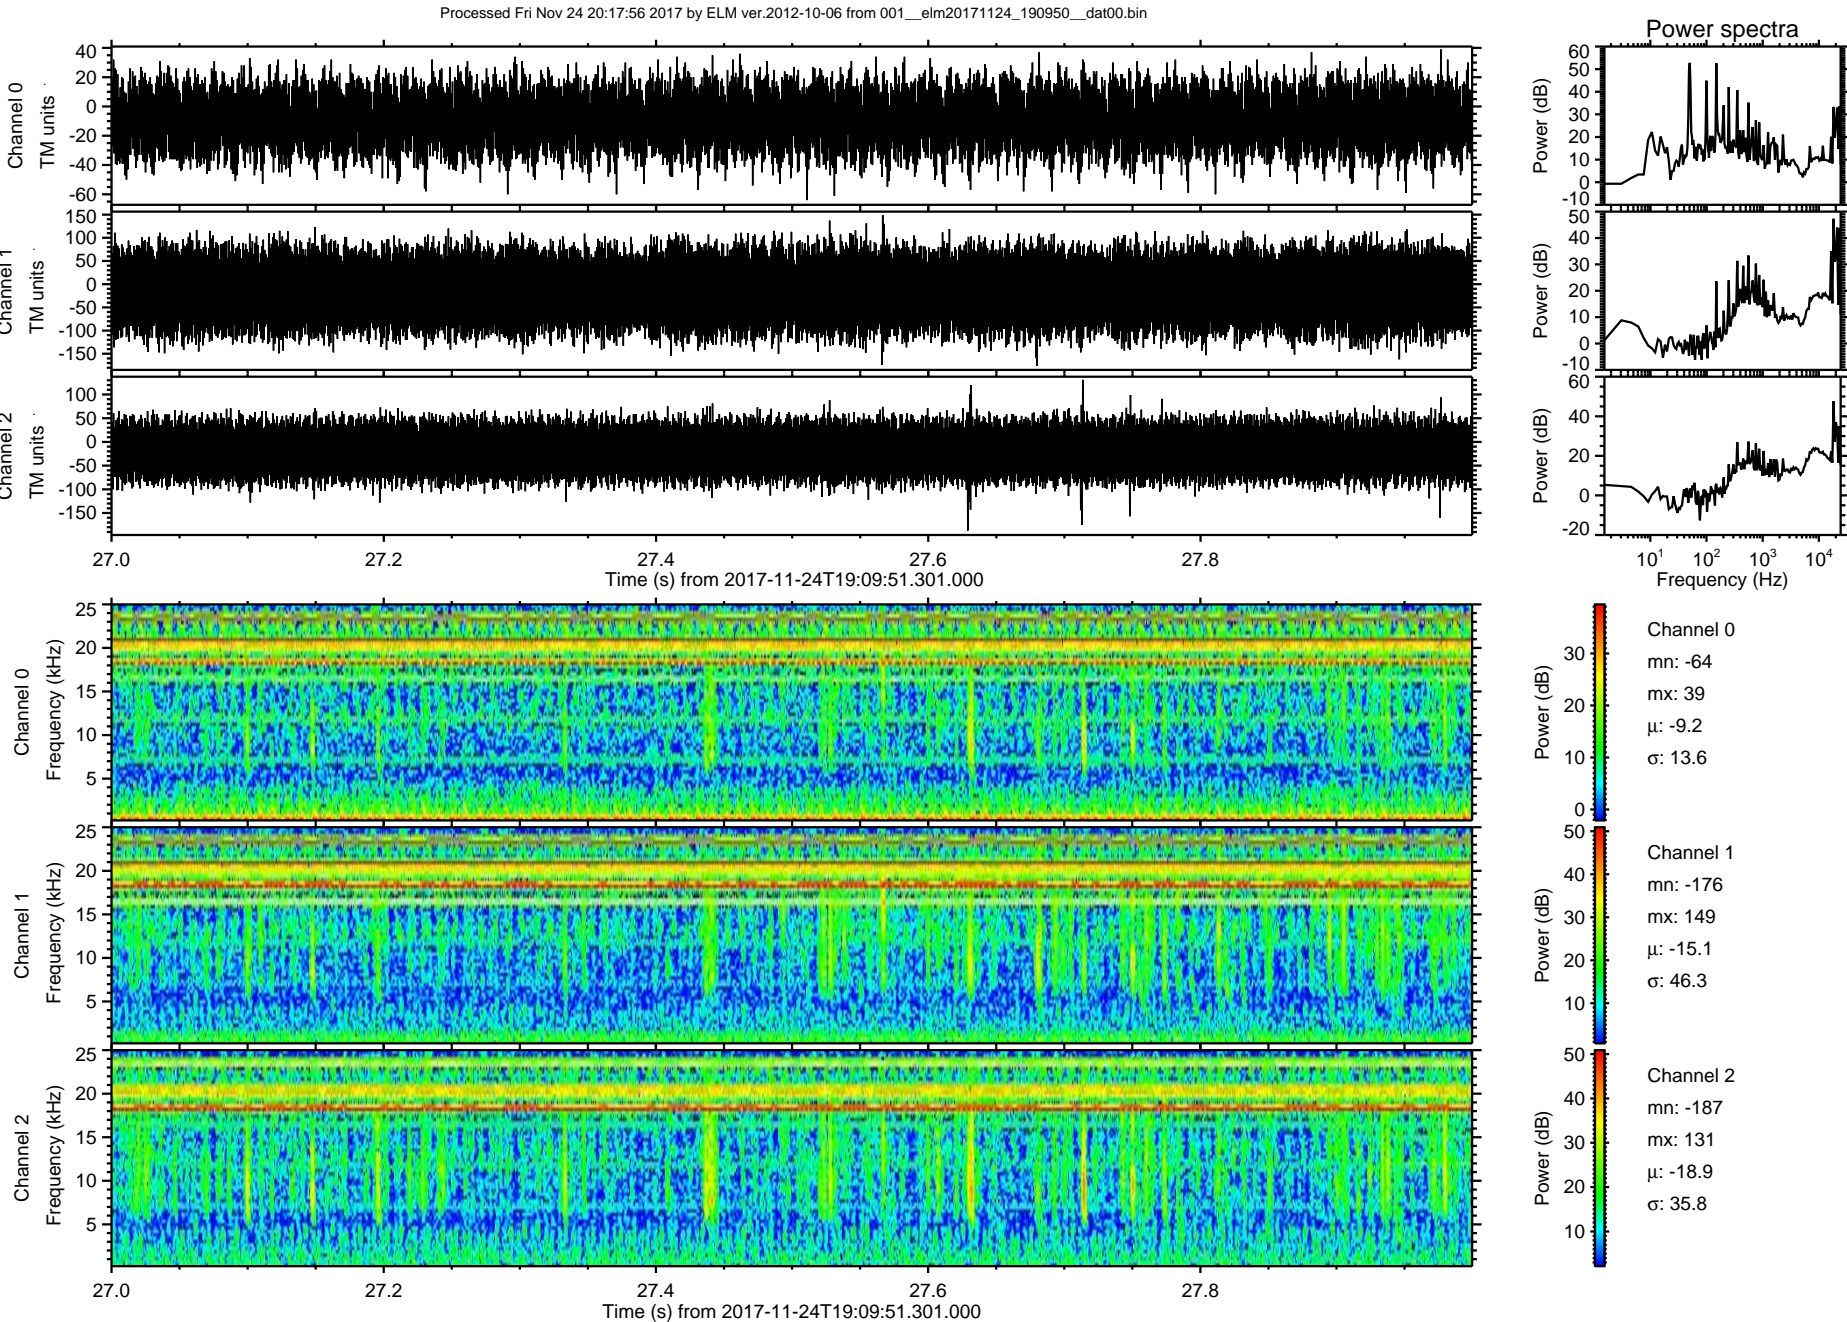 Processed Fri Nov 24 20:17:56 2017 by ELM ver.2012-10-06 from 001__elm20171124_190950__dat00.bin
Power spectra
Channel 0
TM units
40
20
0
-20
-40
-60
Power (dB)
60
50
40
30
20
10
0
-10
Channel 1
TM units
150
100
50
0
-50
-100
-150
Power (dB)
50
40
30
20
10
0
-10
Channel 2
TM units
100
50
0
-50
-100
-150
Power (dB)
60
40
20
0
-20
27.0 27.2 27.4 27.6 27.8
Time (s) from 2017-11-24T19:09:51.301.000
10¹ 10² 10³ 10⁴
Frequency (Hz)
Channel 0
Frequency (kHz)
25
20
15
10
5
Power (dB)
30
20
10
0
Channel 0
mn: -64
mx: 39
µ: -9.2
σ: 13.6
Channel 1
Frequency (kHz)
25
20
15
10
5
Power (dB)
50
40
30
20
10
Channel 1
mn: -176
mx: 149
µ: -15.1
σ: 46.3
Channel 2
Frequency (kHz)
25
20
15
10
5
Power (dB)
50
40
30
20
10
Channel 2
mn: -187
mx: 131
µ: -18.9
σ: 35.8
27.0 27.2 27.4 27.6 27.8
Time (s) from 2017-11-24T19:09:51.301.000